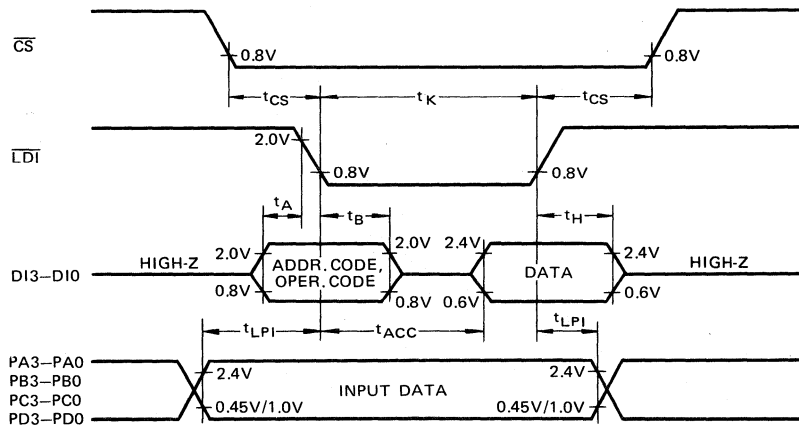 CS
0.8V
0.8V
tCS
tK
tCS
LDI
2.0V
0.8V
0.8V
tA
tB
tH
DI3–DI0
HIGH-Z
2.0V
0.8V
ADDR. CODE,
OPER. CODE
2.0V
0.8V
2.4V
0.6V
DATA
2.4V
0.6V
HIGH-Z
tLPI
tACC
tLPI
PA3–PA0
PB3–PB0
PC3–PC0
PD3–PD0
2.4V
0.45V/1.0V
INPUT DATA
2.4V
0.45V/1.0V